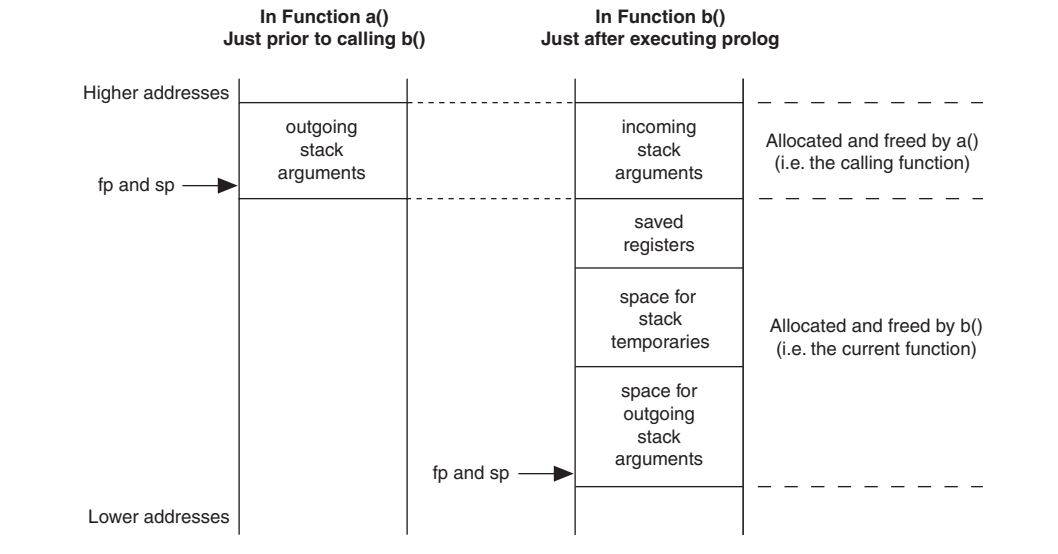 In Function a()
Just prior to calling b()
In Function b()
Just after executing prolog
Higher addresses
outgoing
stack
arguments
fp and sp
incoming
stack
arguments
Allocated and freed by a()
(i.e. the calling function)
saved
registers
space for
stack
temporaries
Allocated and freed by b()
(i.e. the current function)
space for
outgoing
stack
arguments
fp and sp
Lower addresses